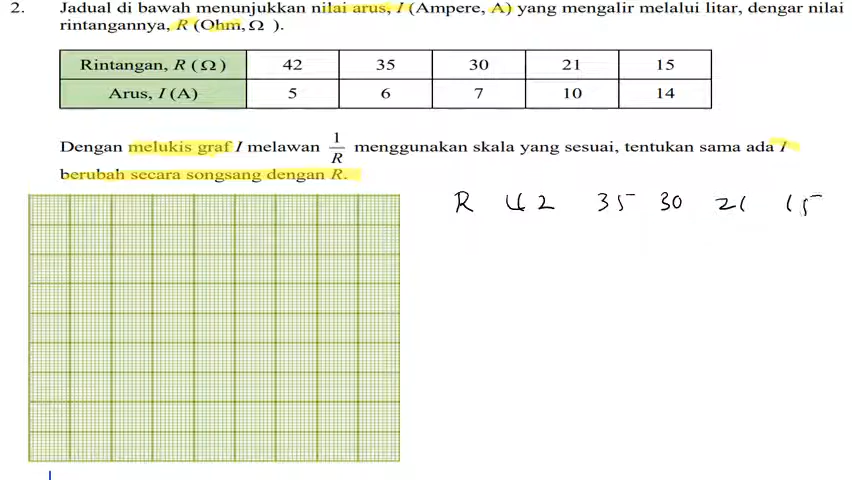 2. Jadual di bawah menunjukkan nilai arus, I (Ampere, A) yang mengalir melalui litar, dengan nilai
rintangannya, R (Ohm, Ω ).
Rintangan, R (Ω) 42 35 30 21 15
Arus, I (A) 5 6 7 10 14
Dengan melukis graf I melawan 1/R menggunakan skala yang sesuai, tentukan sama ada I
berubah secara songsang dengan R.
R 42 35 30 21 15